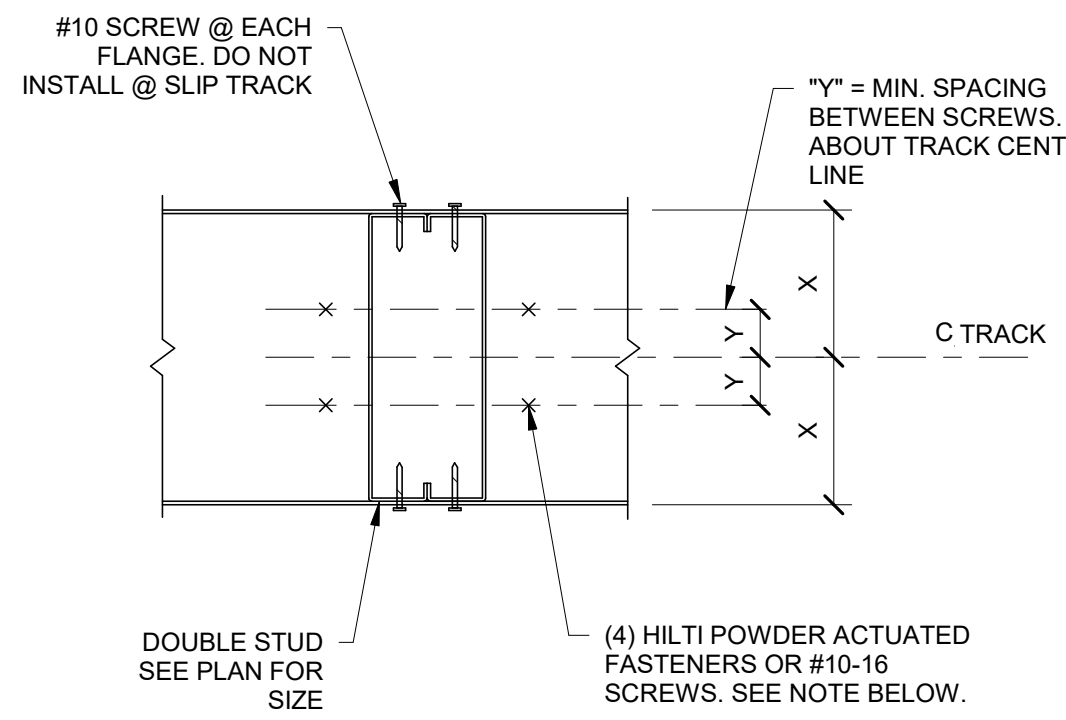 #10 SCREW @ EACH
FLANGE. DO NOT
INSTALL @ SLIP TRACK
"Y" = MIN. SPACING
BETWEEN SCREWS.
ABOUT TRACK CENT
LINE
X
Y
C TRACK
Y
X
DOUBLE STUD
SEE PLAN FOR
SIZE
(4) HILTI POWDER ACTUATED
FASTENERS OR #10-16
SCREWS. SEE NOTE BELOW.